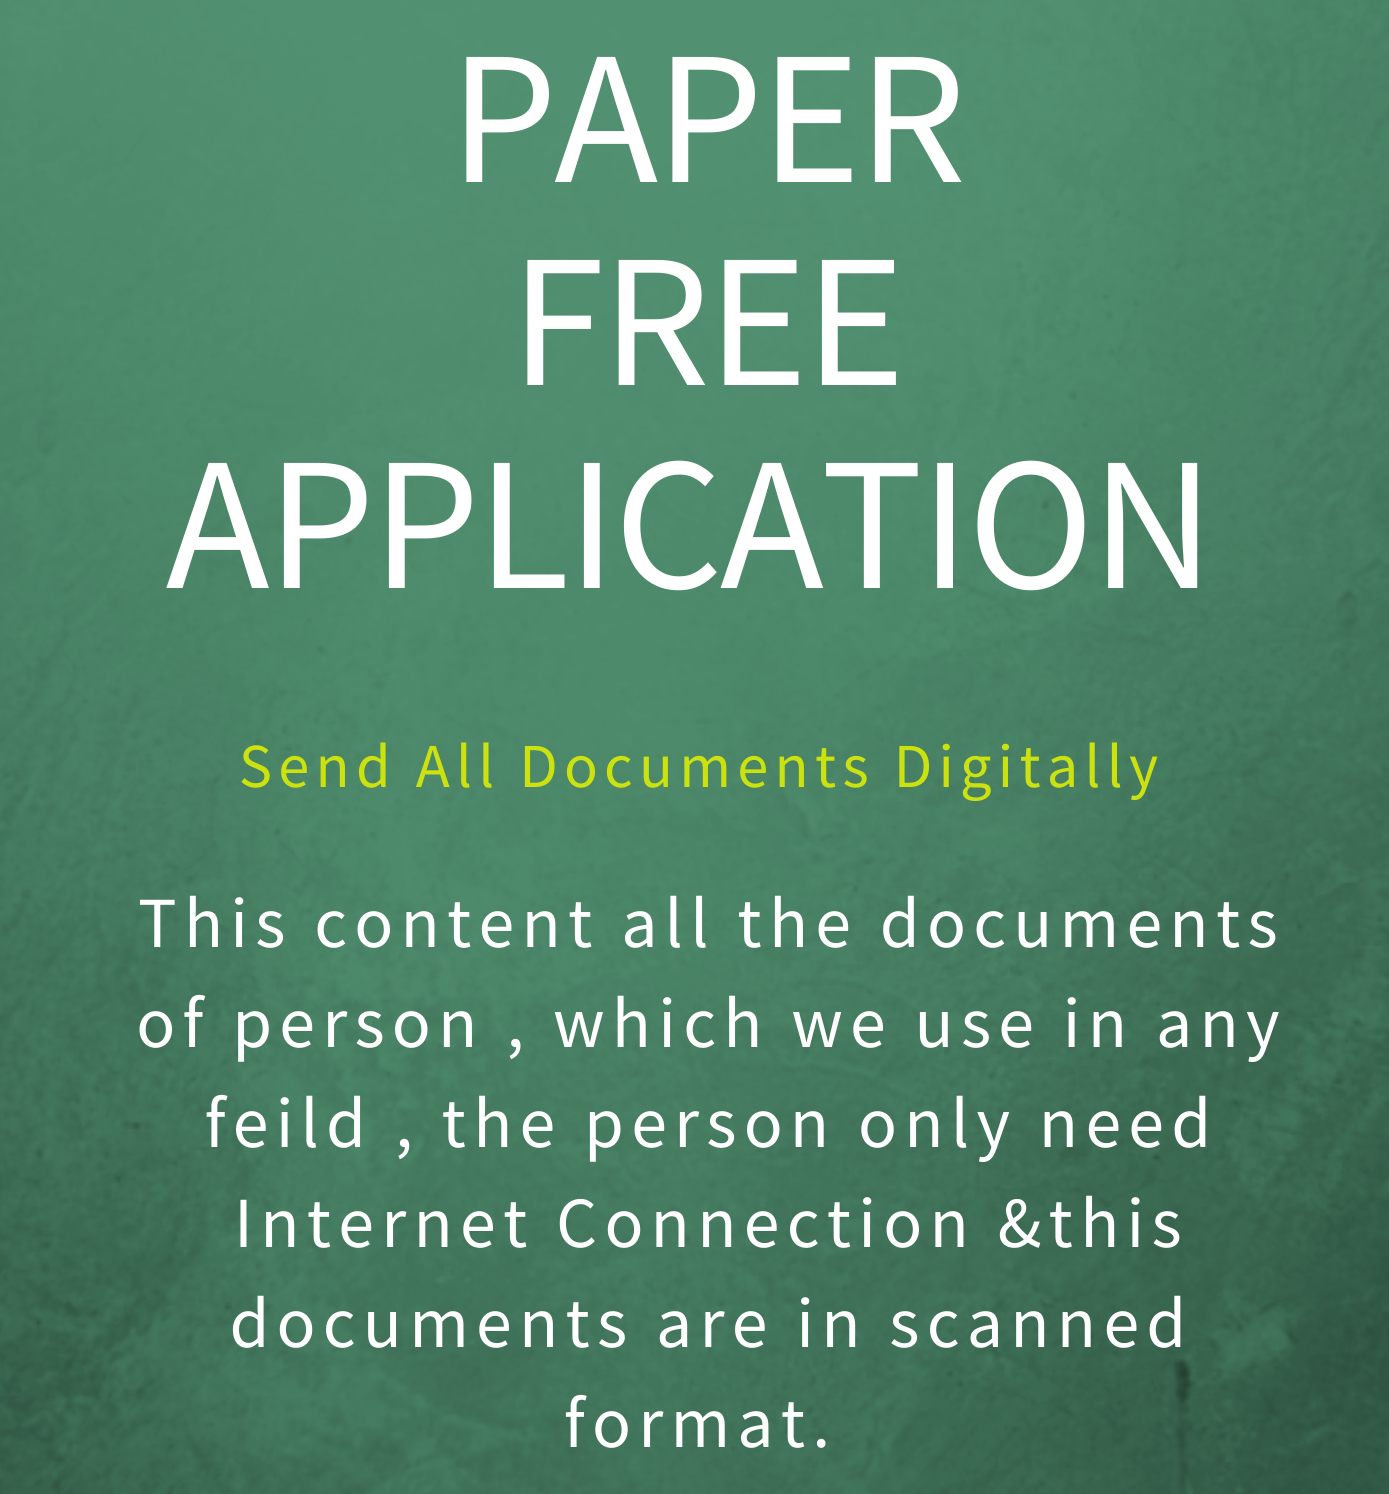 PAPER
FREE
APPLICATION
Send All Documents Digitally
This content all the documents
of person , which we use in any
feild , the person only need
Internet Connection &this
documents are in scanned
format.